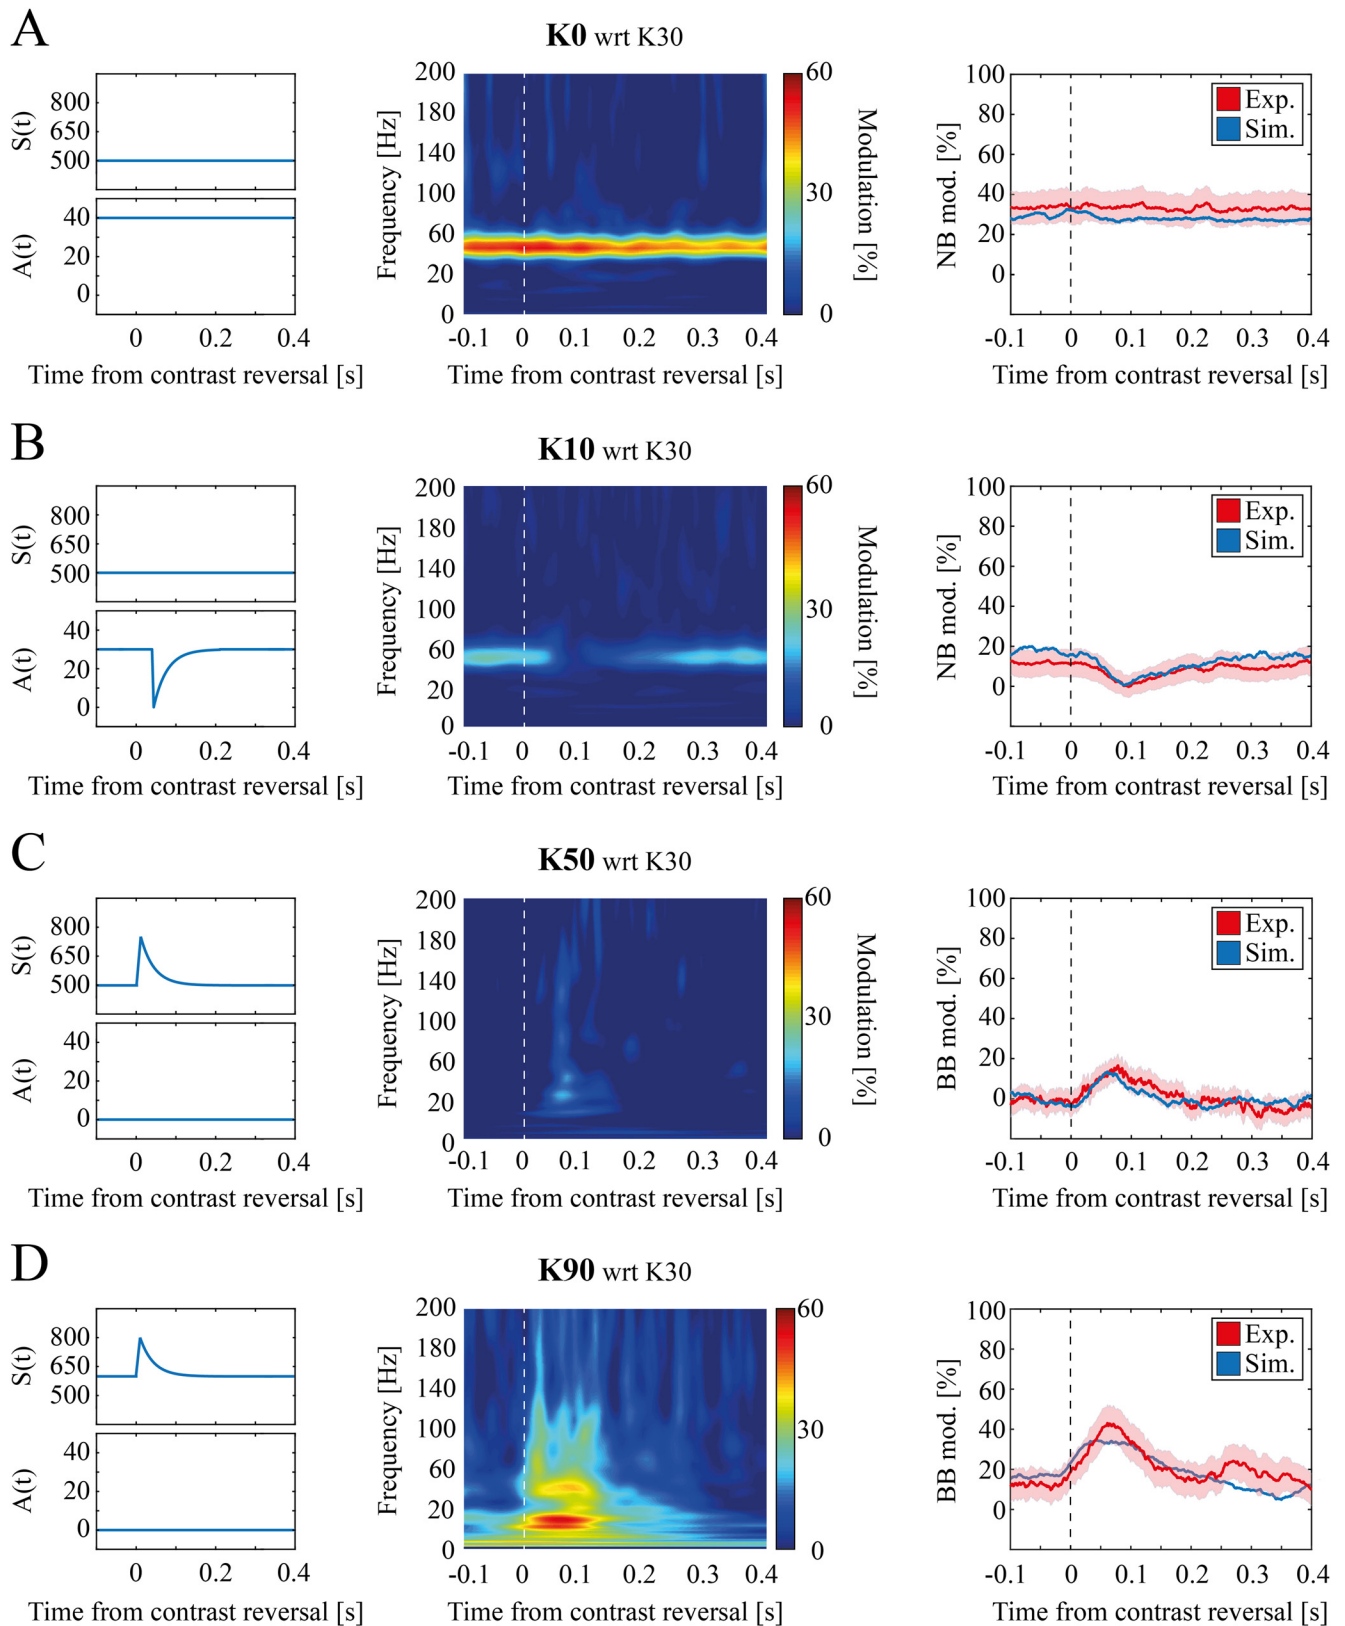 A
K0 wrt K30
S(t)
800
650
500
A(t)
40
20
0
0 0.2 0.4
Time from contrast reversal [s]
Frequency [Hz]
200
180
140
100
60
20
0
-0.1 0 0.1 0.2 0.3 0.4
Time from contrast reversal [s]
60
30
0
Modulation [%]
NB mod. [%]
100
80
60
40
20
0
Exp.
Sim.
-0.1 0 0.1 0.2 0.3 0.4
Time from contrast reversal [s]
B
K10 wrt K30
S(t)
800
650
500
A(t)
40
20
0
0 0.2 0.4
Time from contrast reversal [s]
Frequency [Hz]
200
180
140
100
60
20
0
-0.1 0 0.1 0.2 0.3 0.4
Time from contrast reversal [s]
60
30
0
Modulation [%]
NB mod. [%]
100
80
60
40
20
0
Exp.
Sim.
-0.1 0 0.1 0.2 0.3 0.4
Time from contrast reversal [s]
C
K50 wrt K30
S(t)
800
650
500
A(t)
40
20
0
0 0.2 0.4
Time from contrast reversal [s]
Frequency [Hz]
200
180
140
100
60
20
0
-0.1 0 0.1 0.2 0.3 0.4
Time from contrast reversal [s]
60
30
0
Modulation [%]
BB mod. [%]
100
80
60
40
20
0
Exp.
Sim.
-0.1 0 0.1 0.2 0.3 0.4
Time from contrast reversal [s]
D
K90 wrt K30
S(t)
800
650
500
A(t)
40
20
0
0 0.2 0.4
Time from contrast reversal [s]
Frequency [Hz]
200
180
140
100
60
20
0
-0.1 0 0.1 0.2 0.3 0.4
Time from contrast reversal [s]
60
30
0
BB mod. [%]
100
80
60
40
20
0
Exp.
Sim.
-0.1 0 0.1 0.2 0.3 0.4
Time from contrast reversal [s]